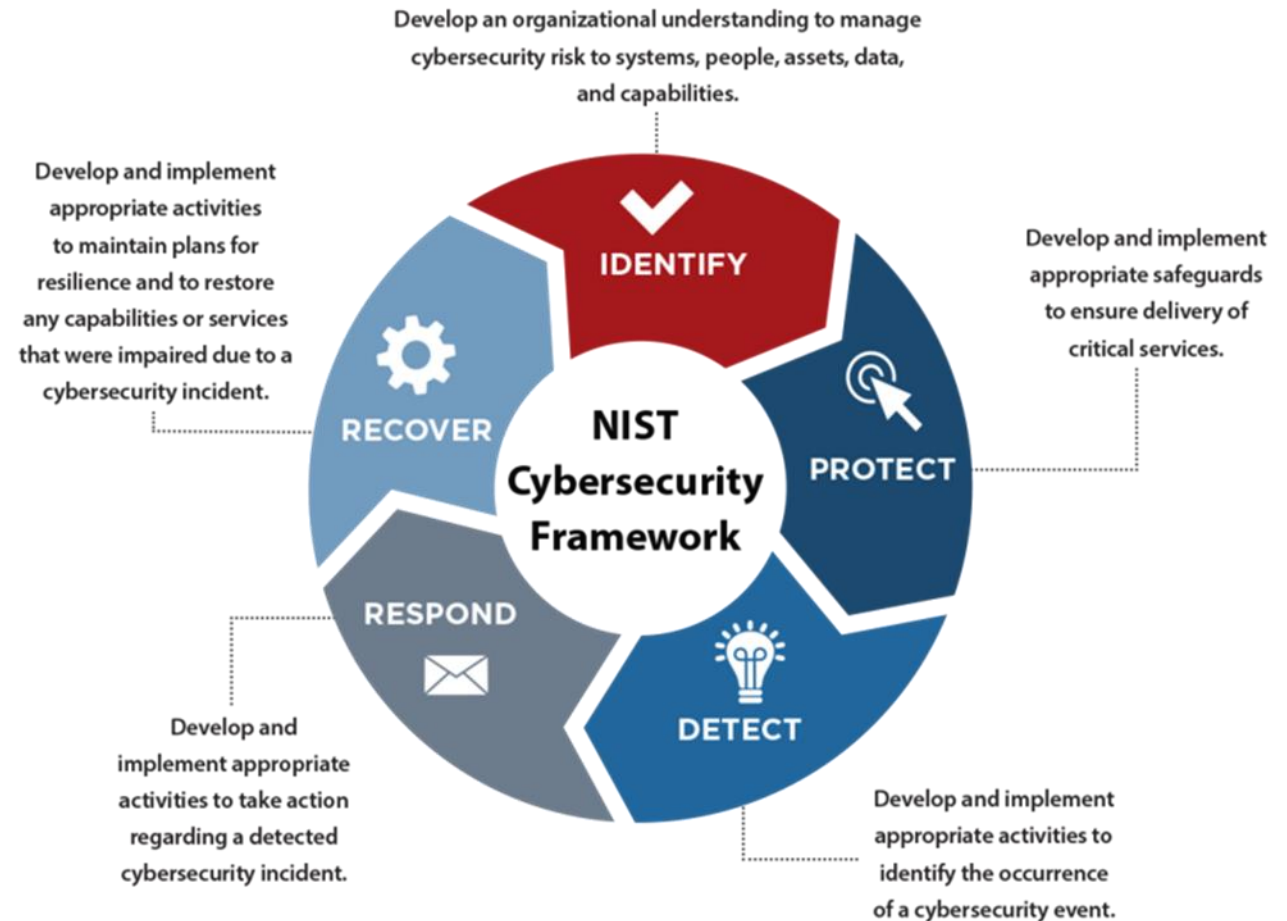 Develop an organizational understanding to manage
cybersecurity risk to systems, people, assets, data,
and capabilities.
IDENTIFY
Develop and implement
appropriate safeguards
to ensure delivery of
critical services.
PROTECT
Develop and implement
appropriate activities to
identify the occurrence
of a cybersecurity event.
DETECT
Develop and
implement appropriate
activities to take action
regarding a detected
cybersecurity incident.
RESPOND
Develop and implement
appropriate activities
to maintain plans for
resilience and to restore
any capabilities or services
that were impaired due to a
cybersecurity incident.
RECOVER
NIST
Cybersecurity
Framework